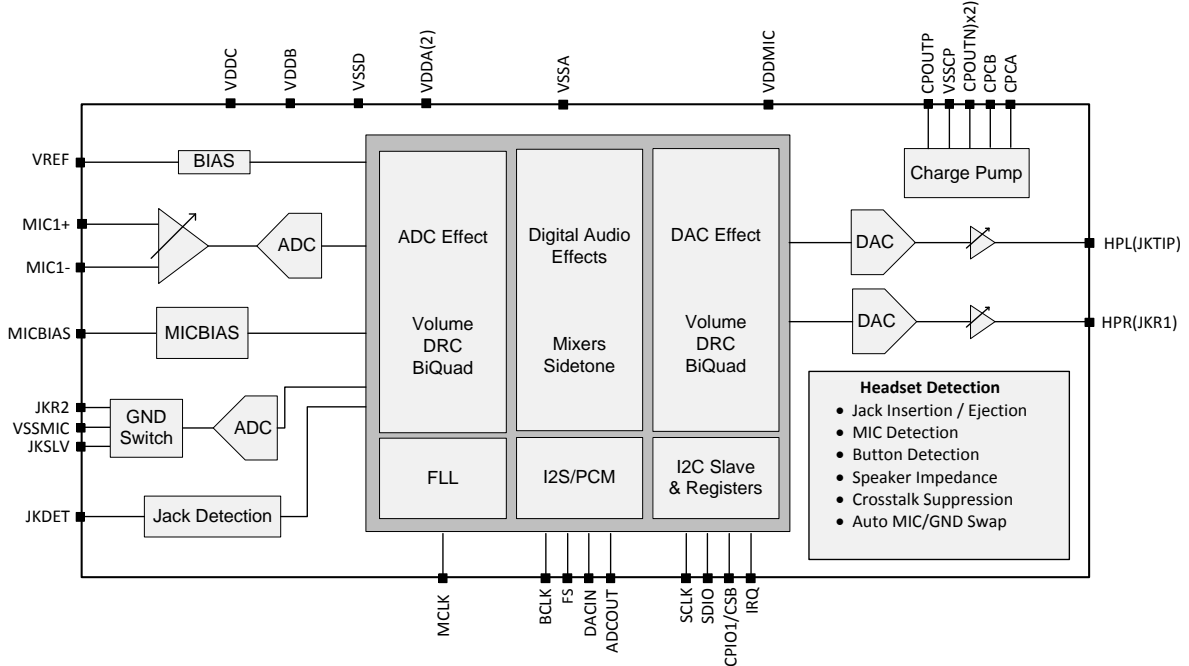 VDDC
VDDB
VSSD
VDDA(2)
VSSA
VDDMIC
CPOUTP
VSSCP
CPOUTN)x2)
CPCB
CPCA
VREF
BIAS
Charge Pump
MIC1+
MIC1-
ADC
ADC Effect
Volume
DRC
BiQuad
Digital Audio
Effects
Mixers
Sidetone
DAC Effect
Volume
DRC
BiQuad
DAC
HPL(JKTIP)
DAC
HPR(JKR1)
MICBIAS
MICBIAS
JKR2
VSSMIC
JKSLV
GND
Switch
ADC
JKDET
Jack Detection
FLL
I2S/PCM
I2C Slave
& Registers
Headset Detection
● Jack Insertion / Ejection
● MIC Detection
● Button Detection
● Speaker Impedance
● Crosstalk Suppression
● Auto MIC/GND Swap
MCLK
BCLK
FS
DACIN
ADCOUT
SCLK
SDIO
CPIO1/CSB
IRQ